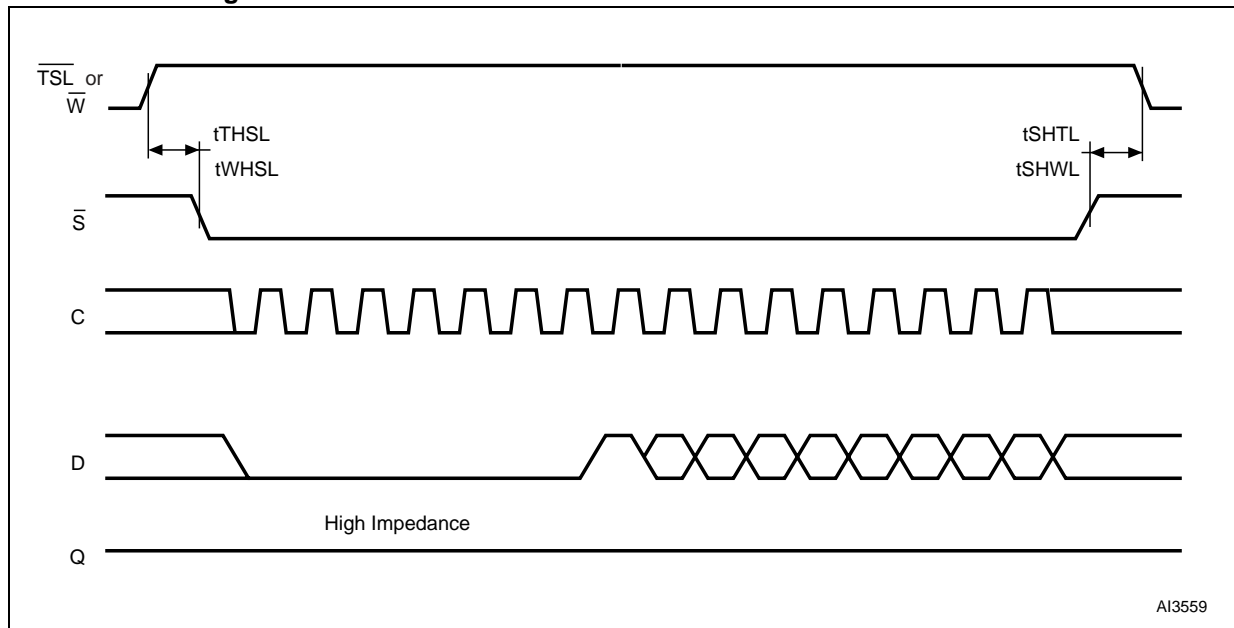 TSL or
W
tTHSL
tWHSL
tSHTL
tSHWL
S
C
D
High Impedance
Q
AI3559